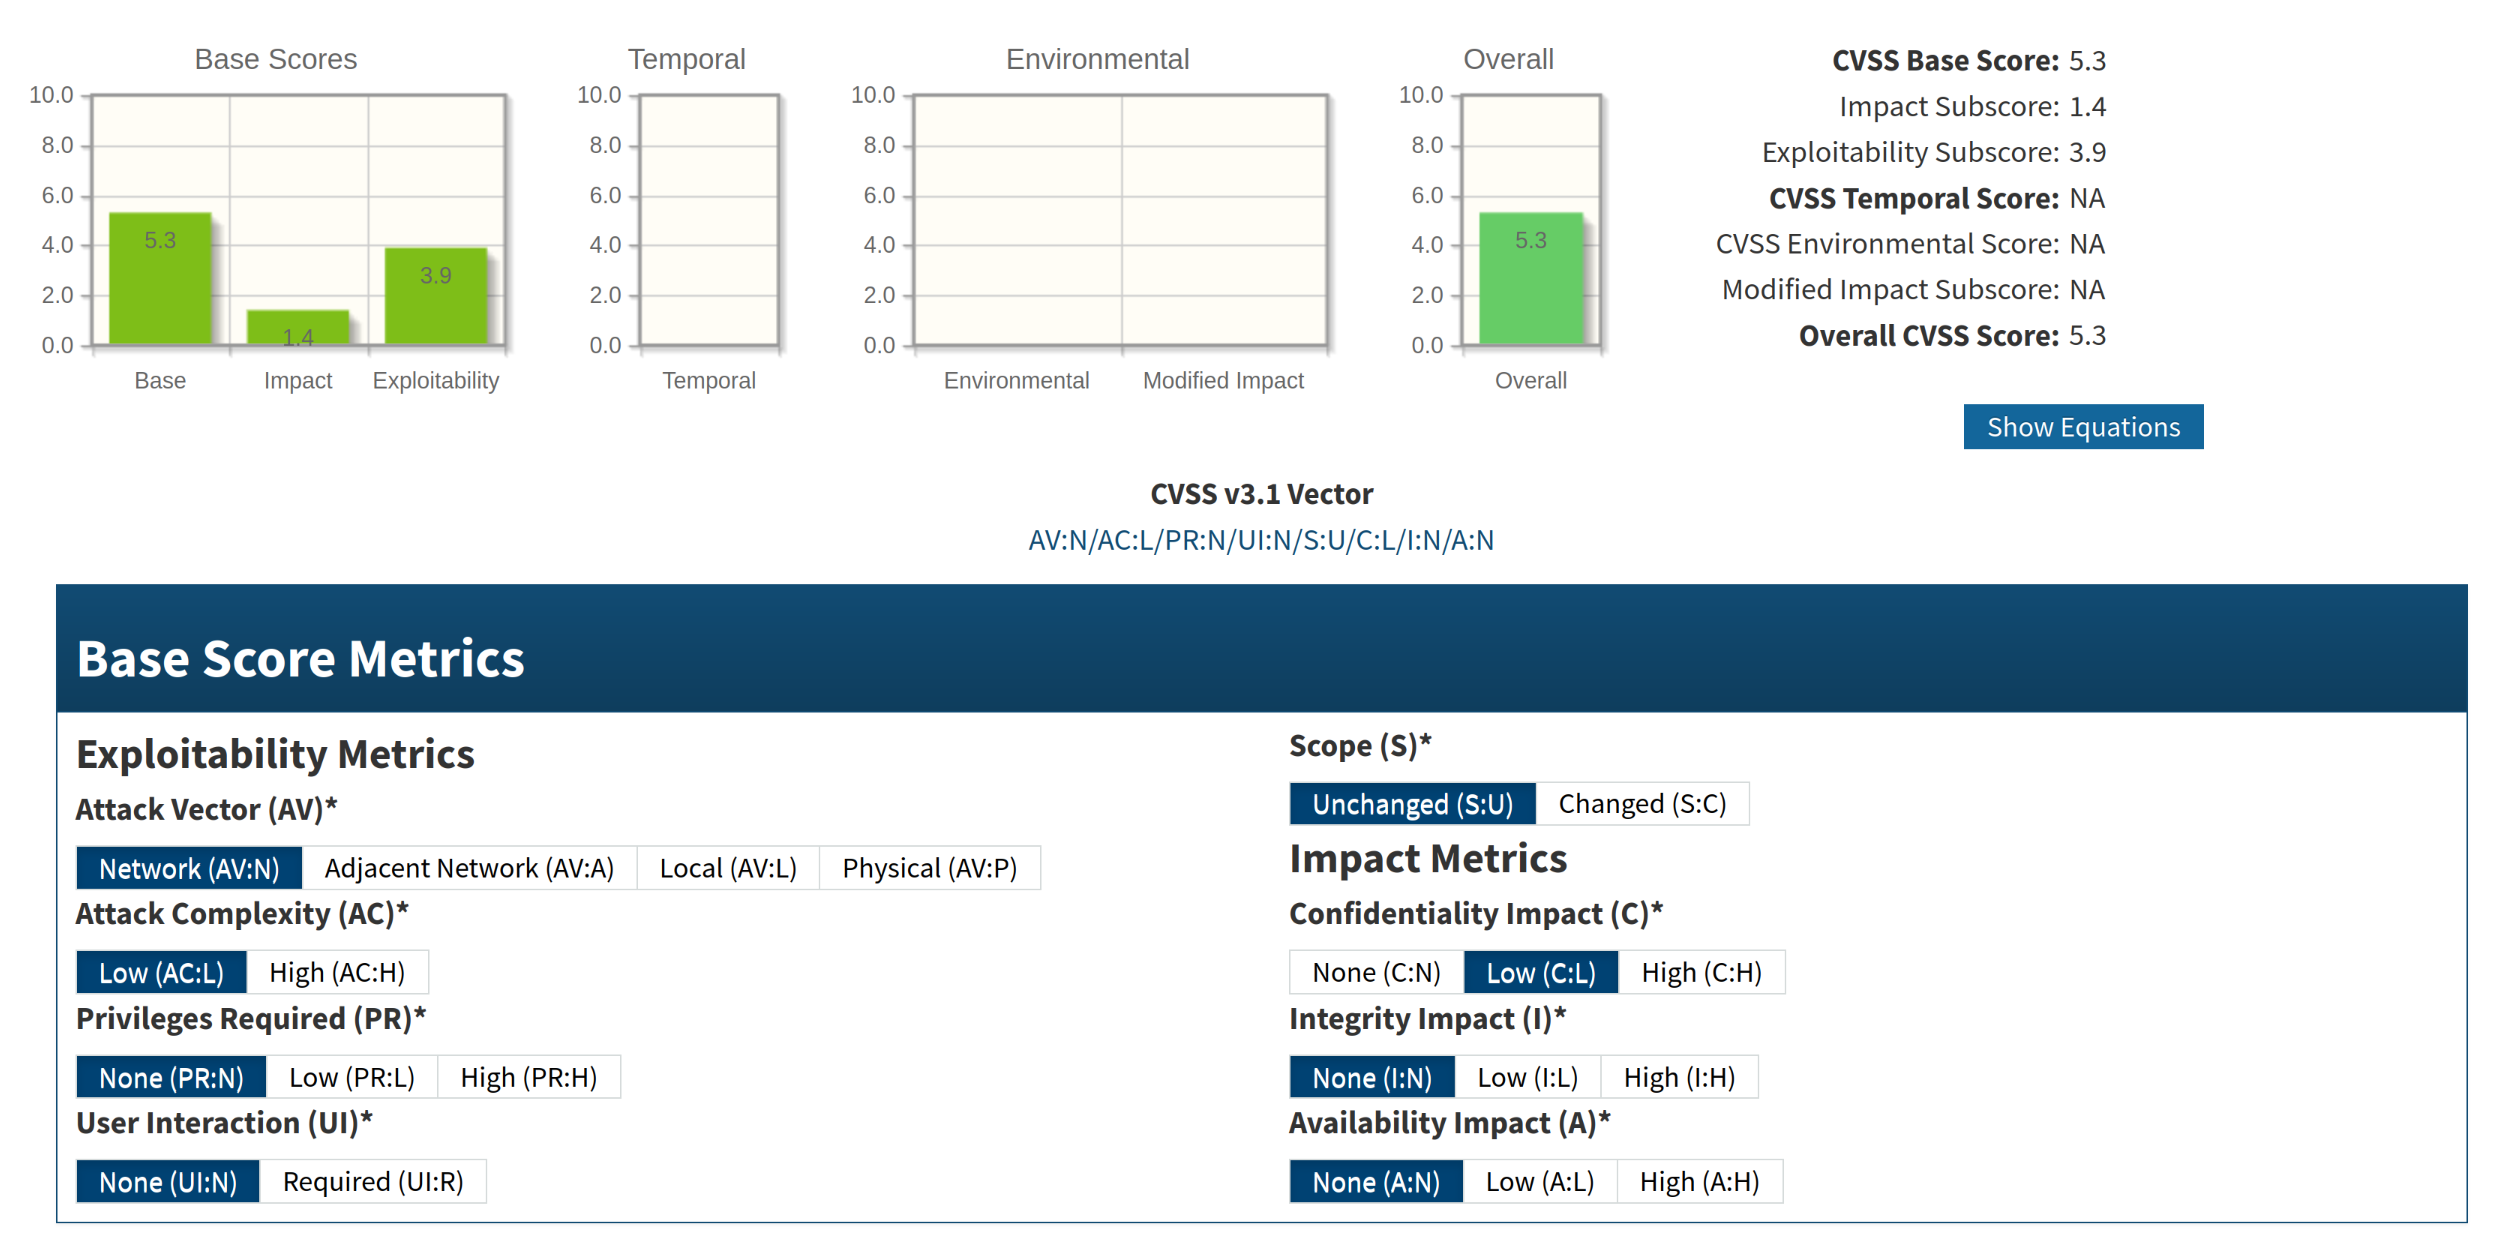 Base Scores
10.0
8.0
6.0
4.0
2.0
0.0
5.3
1.4
3.9
Base
Impact
Exploitability
Temporal
10.0
8.0
6.0
4.0
2.0
0.0
Temporal
Environmental
10.0
8.0
6.0
4.0
2.0
0.0
Environmental
Modified Impact
Overall
10.0
8.0
6.0
4.0
2.0
0.0
5.3
Overall
CVSS Base Score: 5.3
Impact Subscore: 1.4
Exploitability Subscore: 3.9
CVSS Temporal Score: NA
CVSS Environmental Score: NA
Modified Impact Subscore: NA
Overall CVSS Score: 5.3
Show Equations
CVSS v3.1 Vector
AV:N/AC:L/PR:N/UI:N/S:U/C:L/I:N/A:N
Base Score Metrics
Exploitability Metrics
Attack Vector (AV)*
Network (AV:N) Adjacent Network (AV:A) Local (AV:L) Physical (AV:P)
Attack Complexity (AC)*
Low (AC:L) High (AC:H)
Privileges Required (PR)*
None (PR:N) Low (PR:L) High (PR:H)
User Interaction (UI)*
None (UI:N) Required (UI:R)
Scope (S)*
Unchanged (S:U) Changed (S:C)
Impact Metrics
Confidentiality Impact (C)*
None (C:N) Low (C:L) High (C:H)
Integrity Impact (I)*
None (I:N) Low (I:L) High (I:H)
Availability Impact (A)*
None (A:N) Low (A:L) High (A:H)